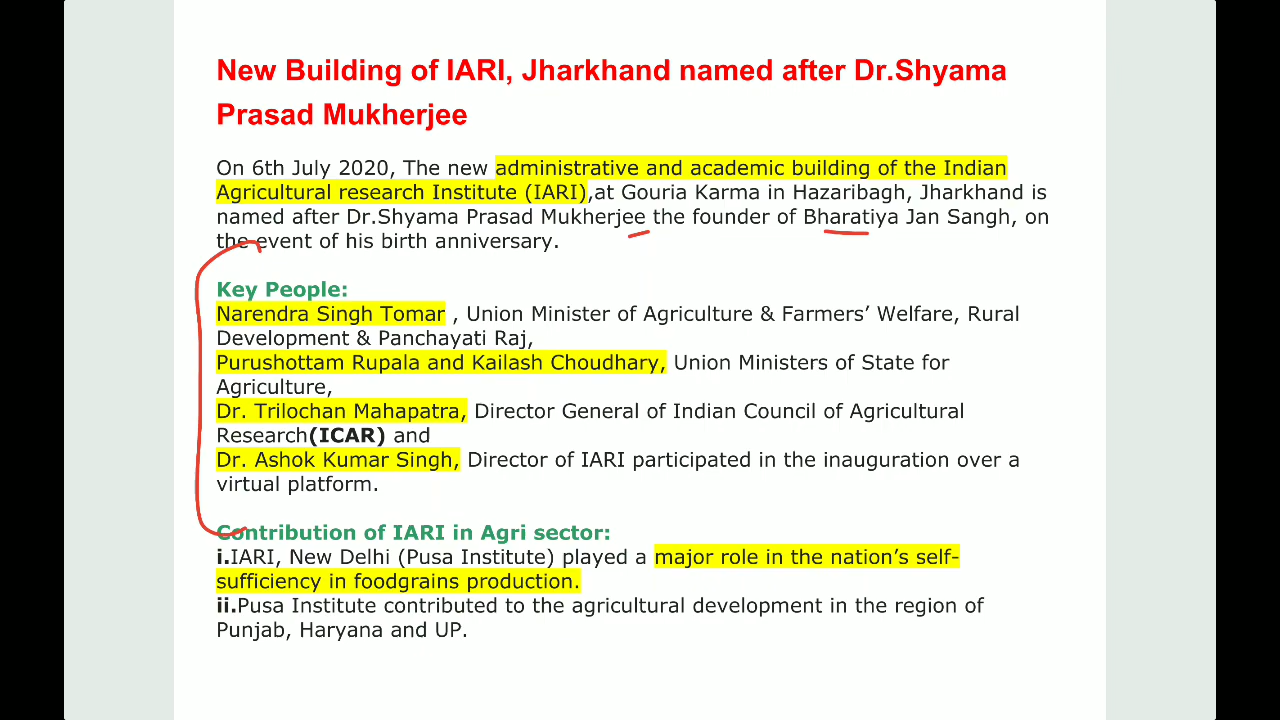 New Building of IARI, Jharkhand named after Dr.Shyama
Prasad Mukherjee
On 6th July 2020, The new administrative and academic building of the Indian
Agricultural research Institute (IARI),at Gouria Karma in Hazaribagh, Jharkhand is
named after Dr.Shyama Prasad Mukherjee the founder of Bharatiya Jan Sangh, on
the event of his birth anniversary.
Key People:
Narendra Singh Tomar , Union Minister of Agriculture & Farmers’ Welfare, Rural
Development & Panchayati Raj,
Purushottam Rupala and Kailash Choudhary, Union Ministers of State for
Agriculture,
Dr. Trilochan Mahapatra, Director General of Indian Council of Agricultural
Research(ICAR) and
Dr. Ashok Kumar Singh, Director of IARI participated in the inauguration over a
virtual platform.
Contribution of IARI in Agri sector:
i.IARI, New Delhi (Pusa Institute) played a major role in the nation’s self-
sufficiency in foodgrains production.
ii.Pusa Institute contributed to the agricultural development in the region of
Punjab, Haryana and UP.